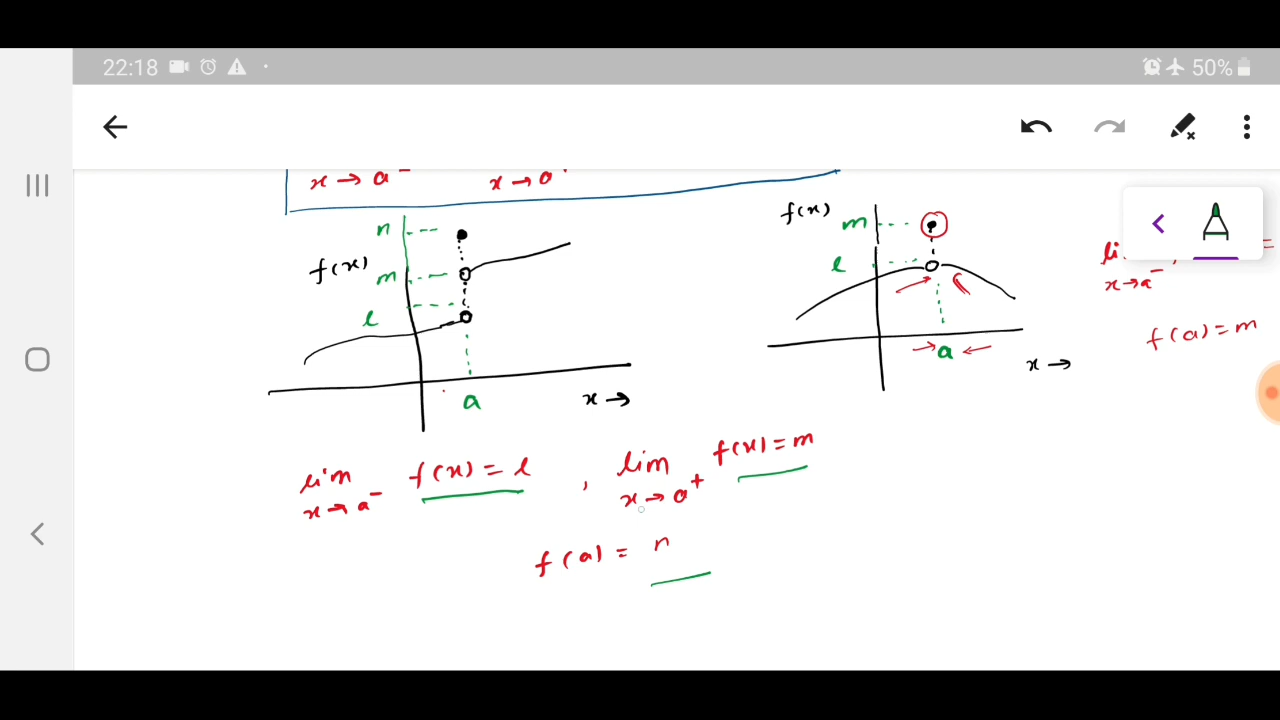 22:18
50%
x → a⁻ x → a⁺
n
f(x)
m
l
a
x →
f(x)
m
l
→ a ←
x →
x → a⁻
f(a) = m
lim x → a⁻ f(x) = l , lim x → a⁺ f(x) = m
f(a) = n